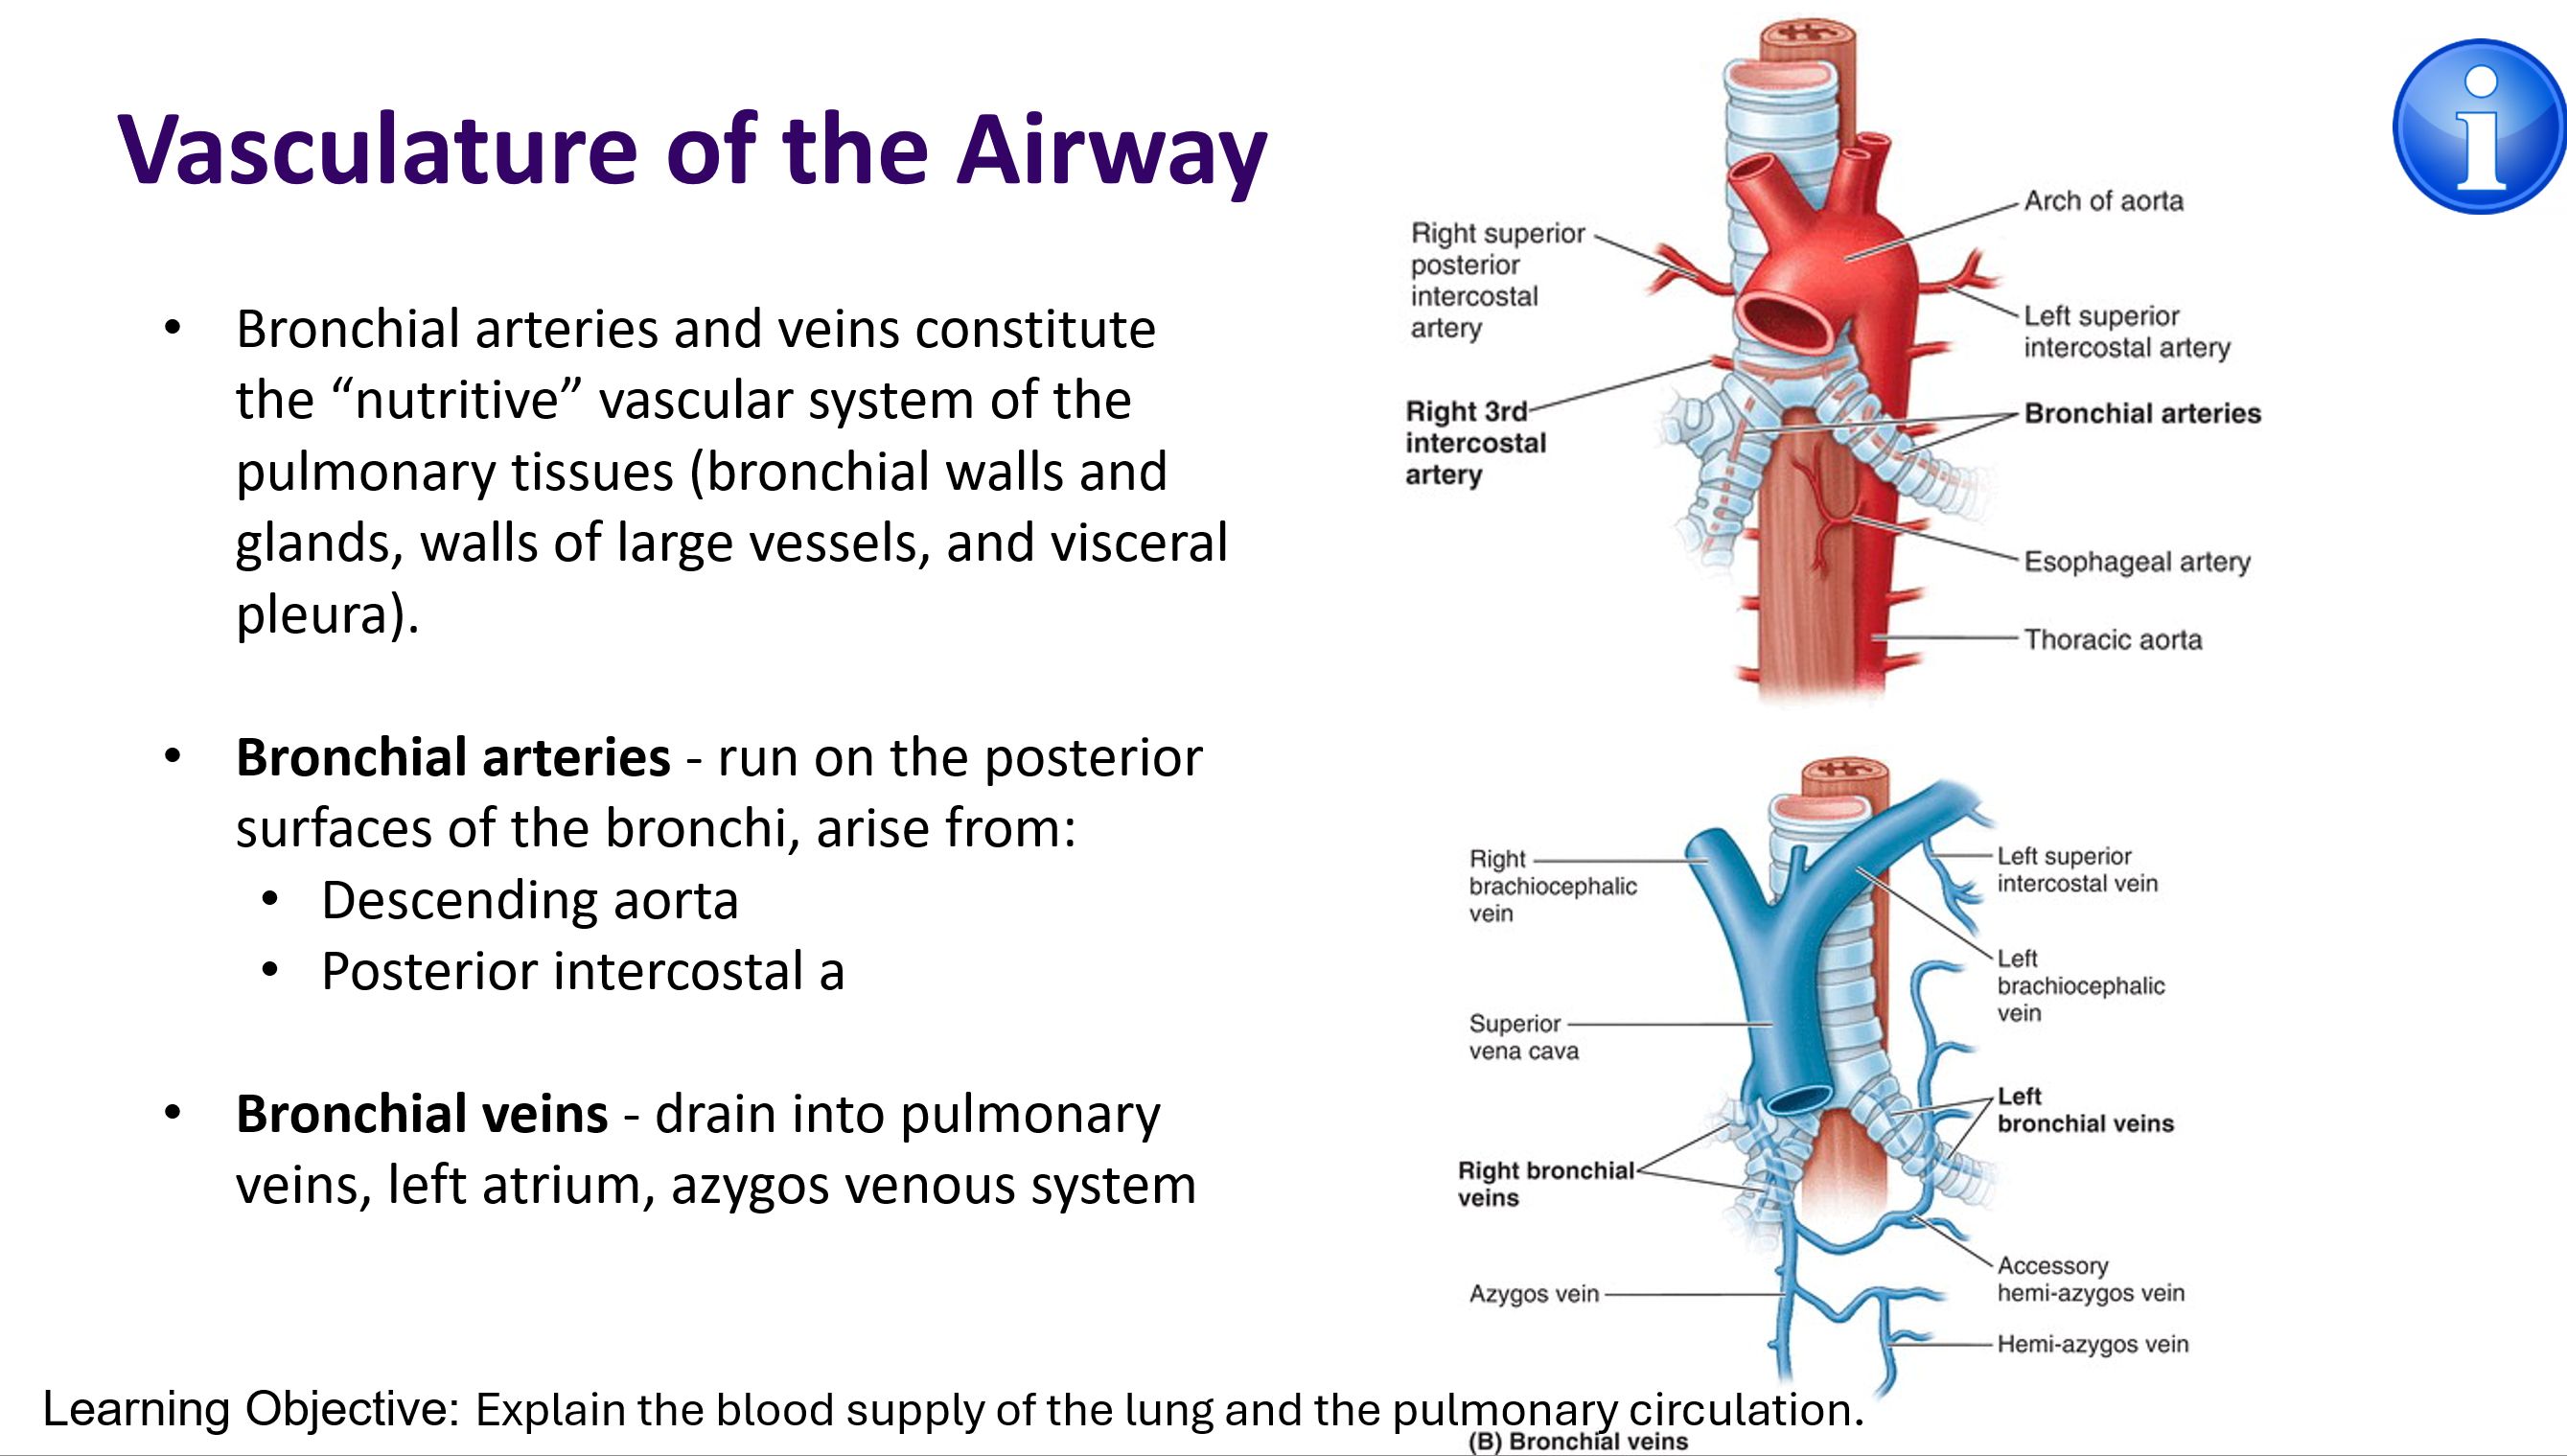 Vasculature of the Airway
• Bronchial arteries and veins constitute
the “nutritive” vascular system of the
pulmonary tissues (bronchial walls and
glands, walls of large vessels, and visceral
pleura).
• Bronchial arteries - run on the posterior
surfaces of the bronchi, arise from:
• Descending aorta
• Posterior intercostal a
• Bronchial veins - drain into pulmonary
veins, left atrium, azygos venous system
Right superior
posterior
intercostal
artery
Right 3rd
intercostal
artery
Arch of aorta
Left superior
intercostal artery
Bronchial arteries
Esophageal artery
Thoracic aorta
Right
brachiocephalic
vein
Superior
vena cava
Right bronchial
veins
Azygos vein
Left superior
intercostal vein
Left
brachiocephalic
vein
Left
bronchial veins
Accessory
hemi-azygos vein
Hemi-azygos vein
Learning Objective: Explain the blood supply of the lung and the pulmonary circulation.
(B) Bronchial veins
i